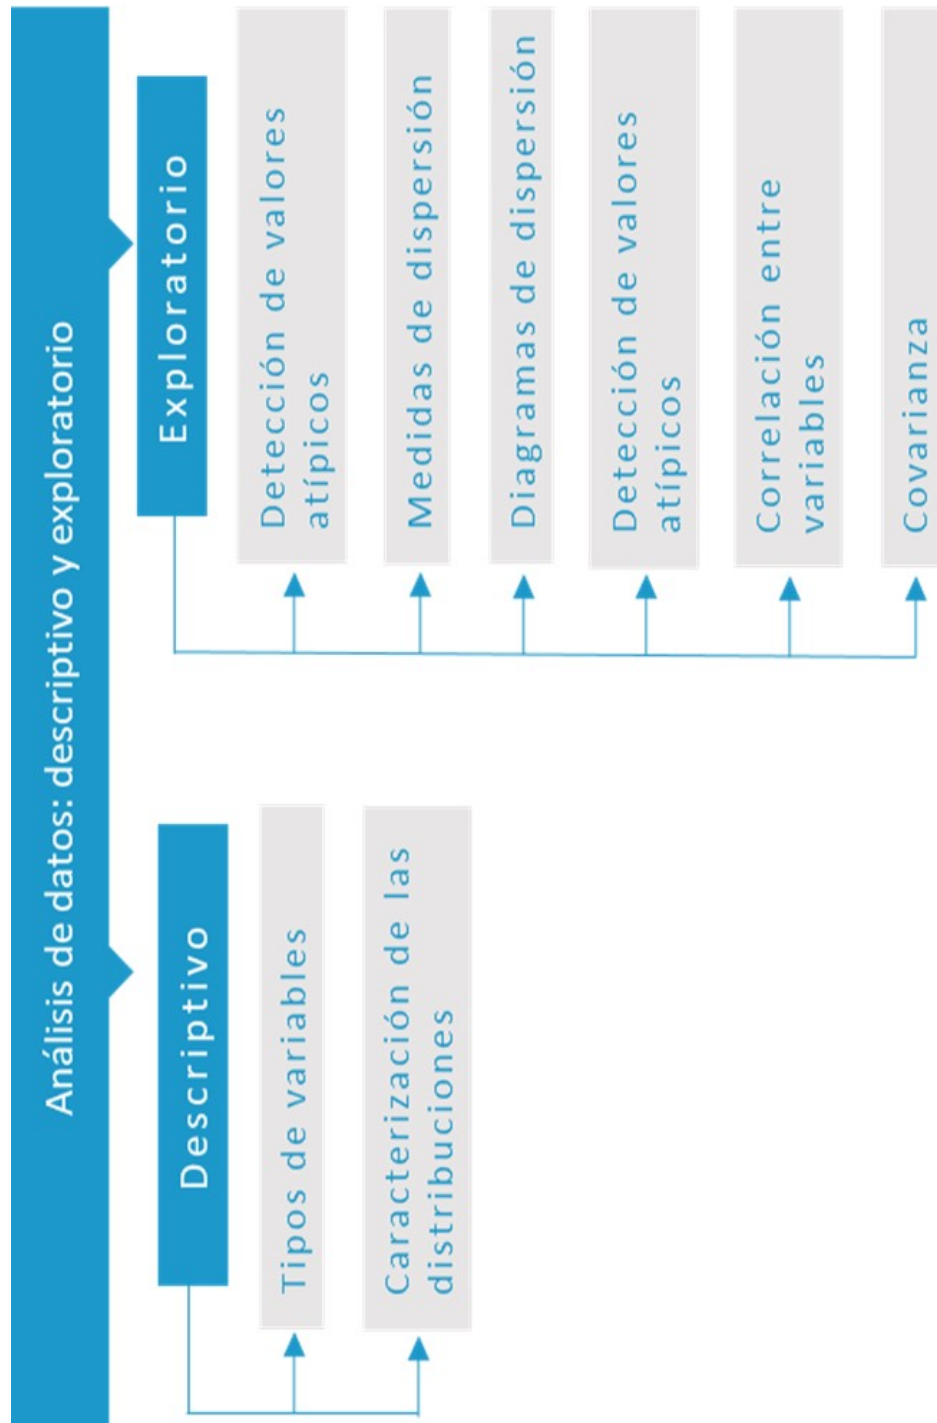 Análisis de datos: descriptivo y exploratorio
Descriptivo
Tipos de variables
Caracterización de las
distribuciones
Exploratorio
Detección de valores
atípicos
Medidas de dispersión
Diagramas de dispersión
Detección de valores
atípicos
Correlación entre
variables
Covarianza